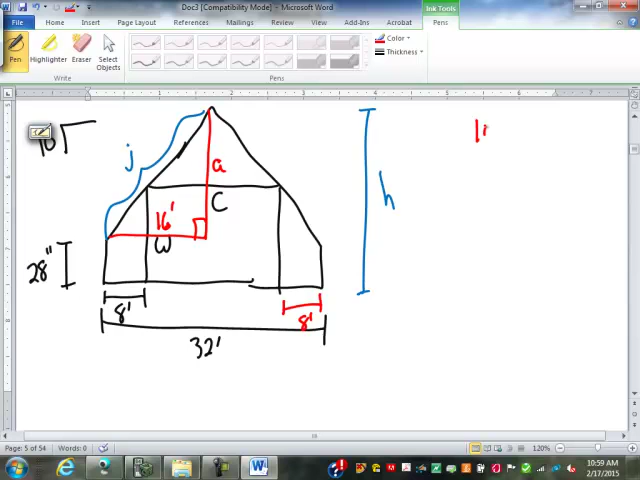 Doc3 [Compatibility Mode] - Microsoft Word
Ink Tools
File Home Insert Page Layout References Mailings Review View Add-Ins Acrobat Pens
Pen Highlighter Eraser Select Objects
Color
Thickness
Write
Pens
10
j
a
h
16'
C
W
28"
8'
8'
32'
Page: 5 of 54 Words: 0 120%
10:59 AM
2/17/2015